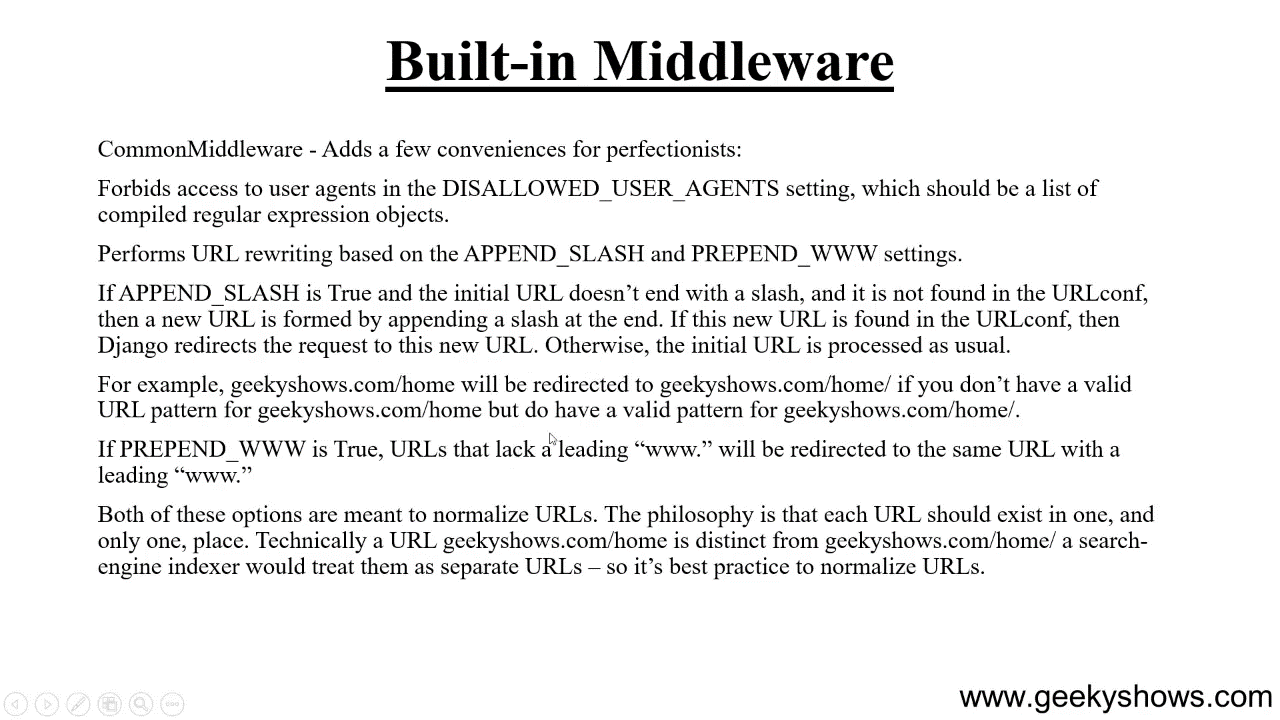 Built-in Middleware
CommonMiddleware - Adds a few conveniences for perfectionists:
Forbids access to user agents in the DISALLOWED_USER_AGENTS setting, which should be a list of
compiled regular expression objects.
Performs URL rewriting based on the APPEND_SLASH and PREPEND_WWW settings.
If APPEND_SLASH is True and the initial URL doesn’t end with a slash, and it is not found in the URLconf,
then a new URL is formed by appending a slash at the end. If this new URL is found in the URLconf, then
Django redirects the request to this new URL. Otherwise, the initial URL is processed as usual.
For example, geekyshows.com/home will be redirected to geekyshows.com/home/ if you don’t have a valid
URL pattern for geekyshows.com/home but do have a valid pattern for geekyshows.com/home/.
If PREPEND_WWW is True, URLs that lack a leading “www.” will be redirected to the same URL with a
leading “www.”
Both of these options are meant to normalize URLs. The philosophy is that each URL should exist in one, and
only one, place. Technically a URL geekyshows.com/home is distinct from geekyshows.com/home/ a search-
engine indexer would treat them as separate URLs – so it’s best practice to normalize URLs.
www.geekyshows.com